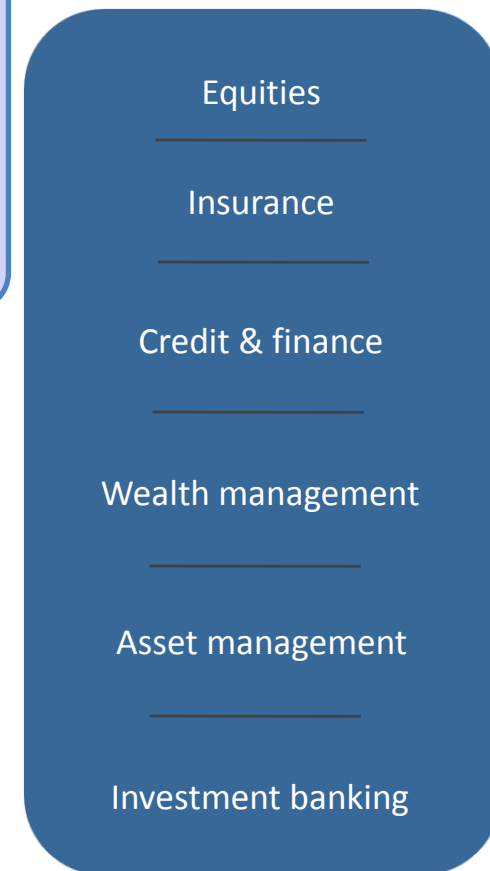 Equities
Insurance
Credit & finance
Wealth management
Asset management
Investment banking